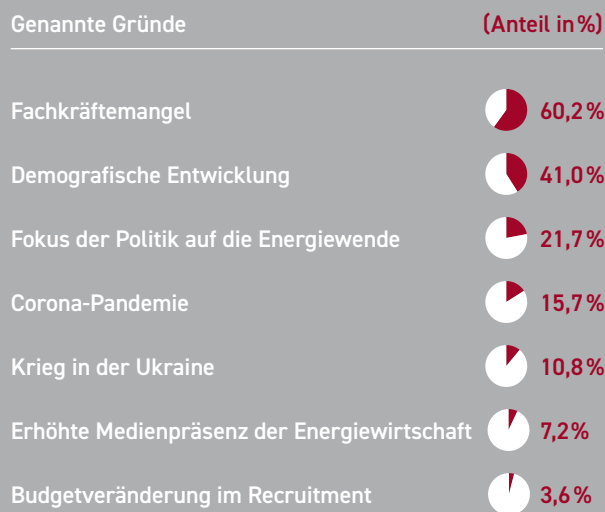 Genannte Gründe (Anteil in %)
Fachkräftemangel 60,2 %
Demografische Entwicklung 41,0 %
Fokus der Politik auf die Energiewende 21,7 %
Corona-Pandemie 15,7 %
Krieg in der Ukraine 10,8 %
Erhöhte Medienpräsenz der Energiewirtschaft 7,2 %
Budgetveränderung im Recruitment 3,6 %